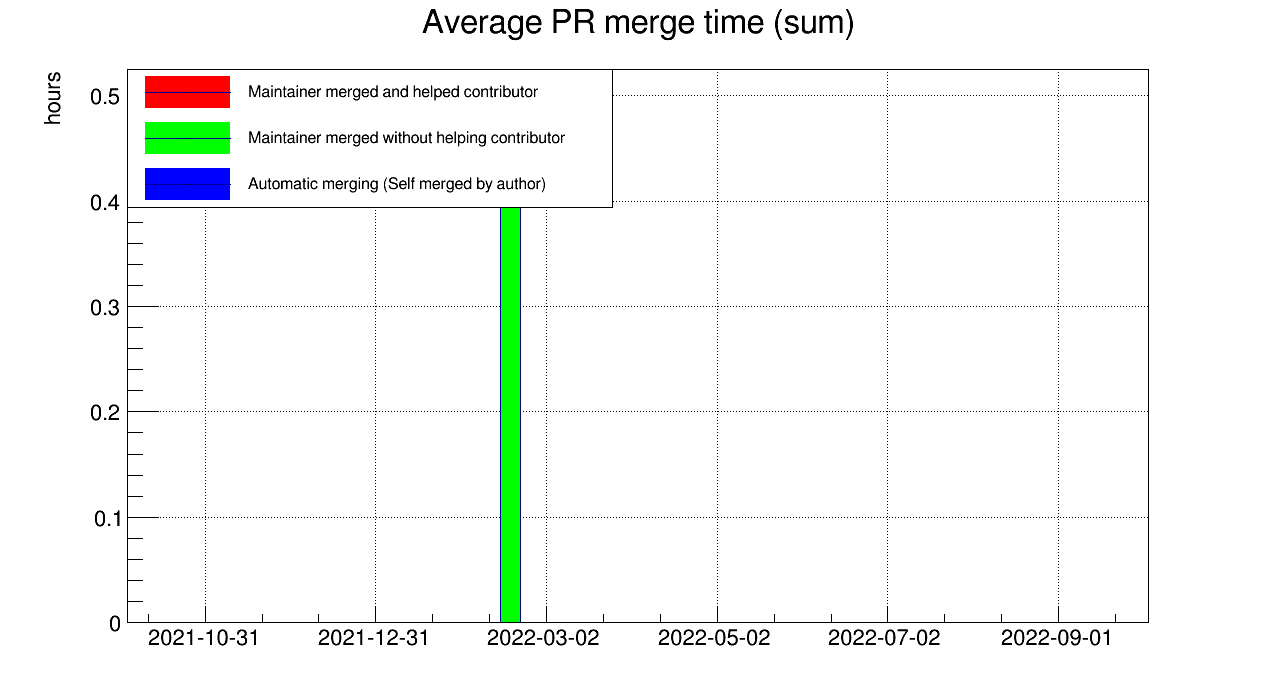 Average PR merge time (sum)
hours
Maintainer merged and helped contributor
Maintainer merged without helping contributor
Automatic merging (Self merged by author)
0.5
0.4
0.3
0.2
0.1
0
2021-10-31 2021-12-31 2022-03-02 2022-05-02 2022-07-02 2022-09-01